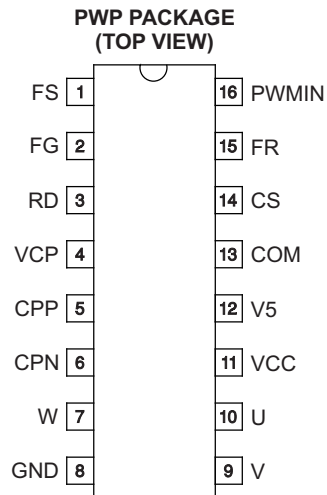 PWP PACKAGE
(TOP VIEW)
FS 1 16 PWMIN
FG 2 15 FR
RD 3 14 CS
VCP 4 13 COM
CPP 5 12 V5
CPN 6 11 VCC
W 7 10 U
GND 8 9 V